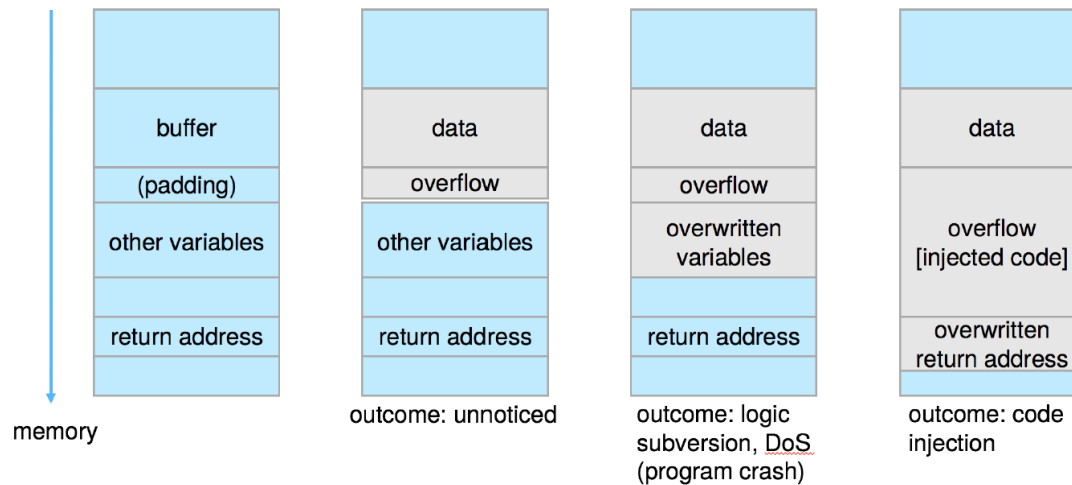 buffer
(padding)
other variables
return address
memory
data
overflow
other variables
return address
outcome: unnoticed
data
overflow
overwritten
variables
return address
outcome: logic
subversion, DoS
(program crash)
data
overflow
[injected code]
overwritten
return address
outcome: code
injection